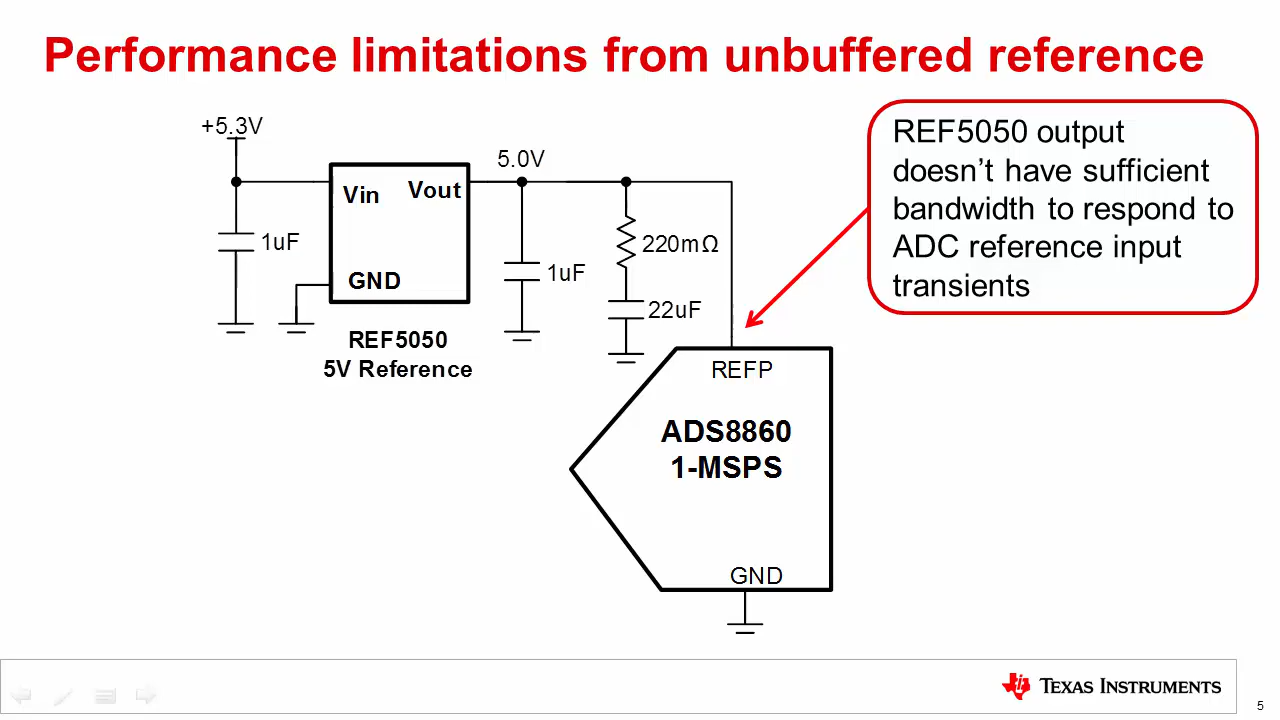 Performance limitations from unbuffered reference
+5.3V
5.0V
Vin
Vout
GND
1uF
1uF
220mΩ
22uF
REF5050
5V Reference
REF5050 output
doesn’t have sufficient
bandwidth to respond to
ADC reference input
transients
REFP
ADS8860
1-MSPS
GND
TEXAS INSTRUMENTS
5